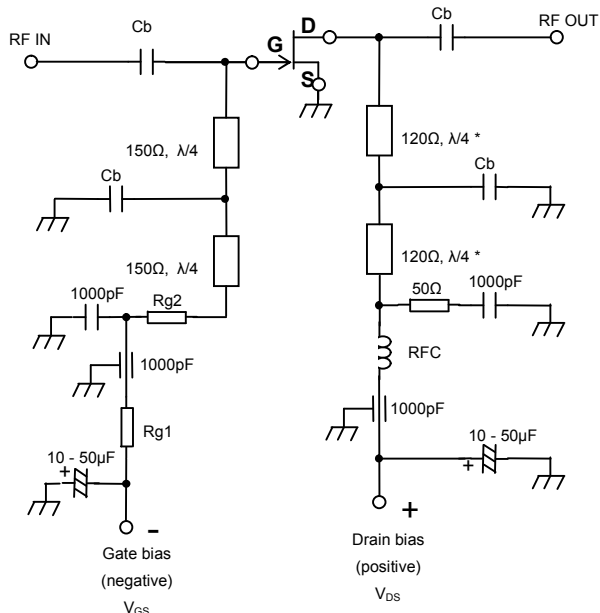 RF IN
Cb
G
D
S
Cb
RF OUT
150Ω, λ/4
120Ω, λ/4 *
Cb
Cb
150Ω, λ/4
120Ω, λ/4 *
1000pF
Rg2
50Ω
1000pF
1000pF
RFC
1000pF
Rg1
10 - 50µF
+
10 - 50µF
+
-
+
Gate bias
(negative)
VGS
Drain bias
(positive)
VDS